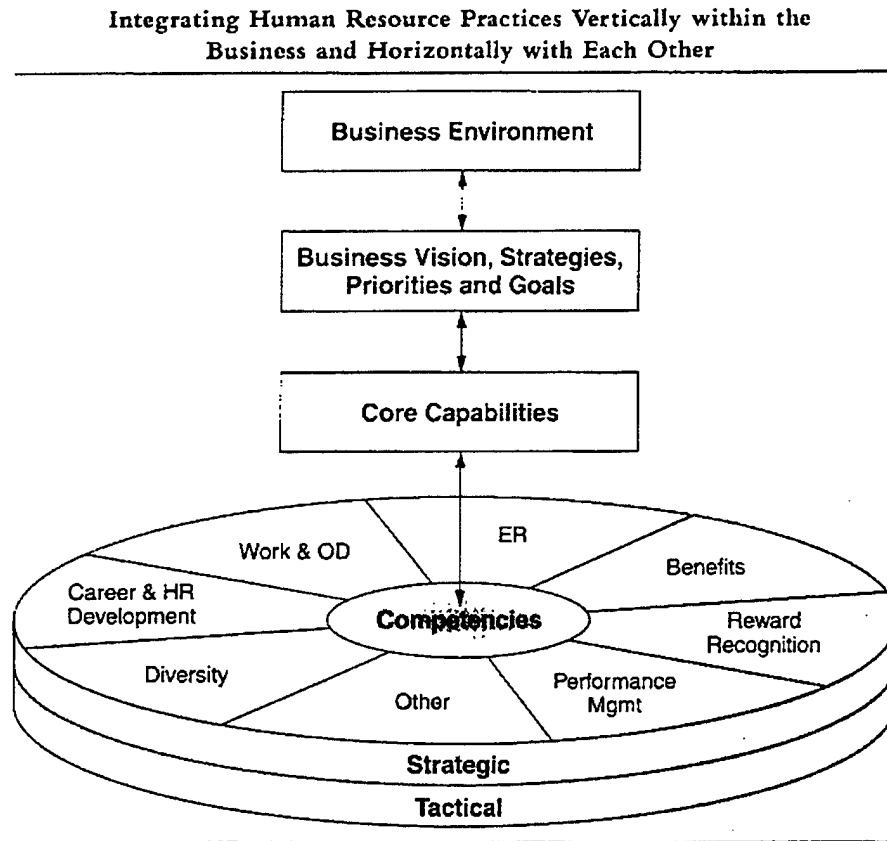 Integrating Human Resource Practices Vertically within the
Business and Horizontally with Each Other
Business Environment
Business Vision, Strategies,
Priorities and Goals
Core Capabilities
ER
Work & OD
Benefits
Career & HR
Development
Competencies
Reward
Recognition
Diversity
Other
Performance
Mgmt
Strategic
Tactical